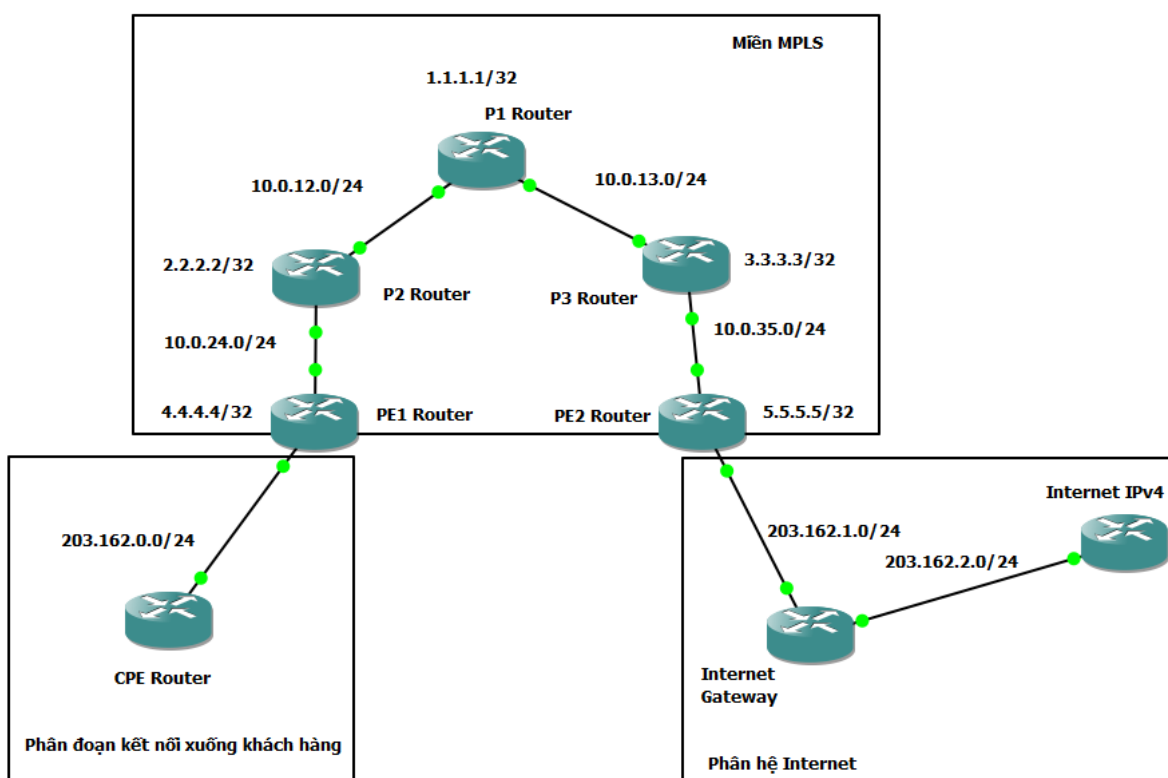 Miền MPLS
1.1.1.1/32
P1 Router
10.0.12.0/24
10.0.13.0/24
2.2.2.2/32
P2 Router
3.3.3.3/32
P3 Router
10.0.24.0/24
10.0.35.0/24
4.4.4.4/32
PE1 Router
PE2 Router
5.5.5.5/32
Internet IPv4
203.162.0.0/24
203.162.1.0/24
203.162.2.0/24
CPE Router
Internet
Gateway
Phân đoạn kết nối xuống khách hàng
Phân hệ Internet